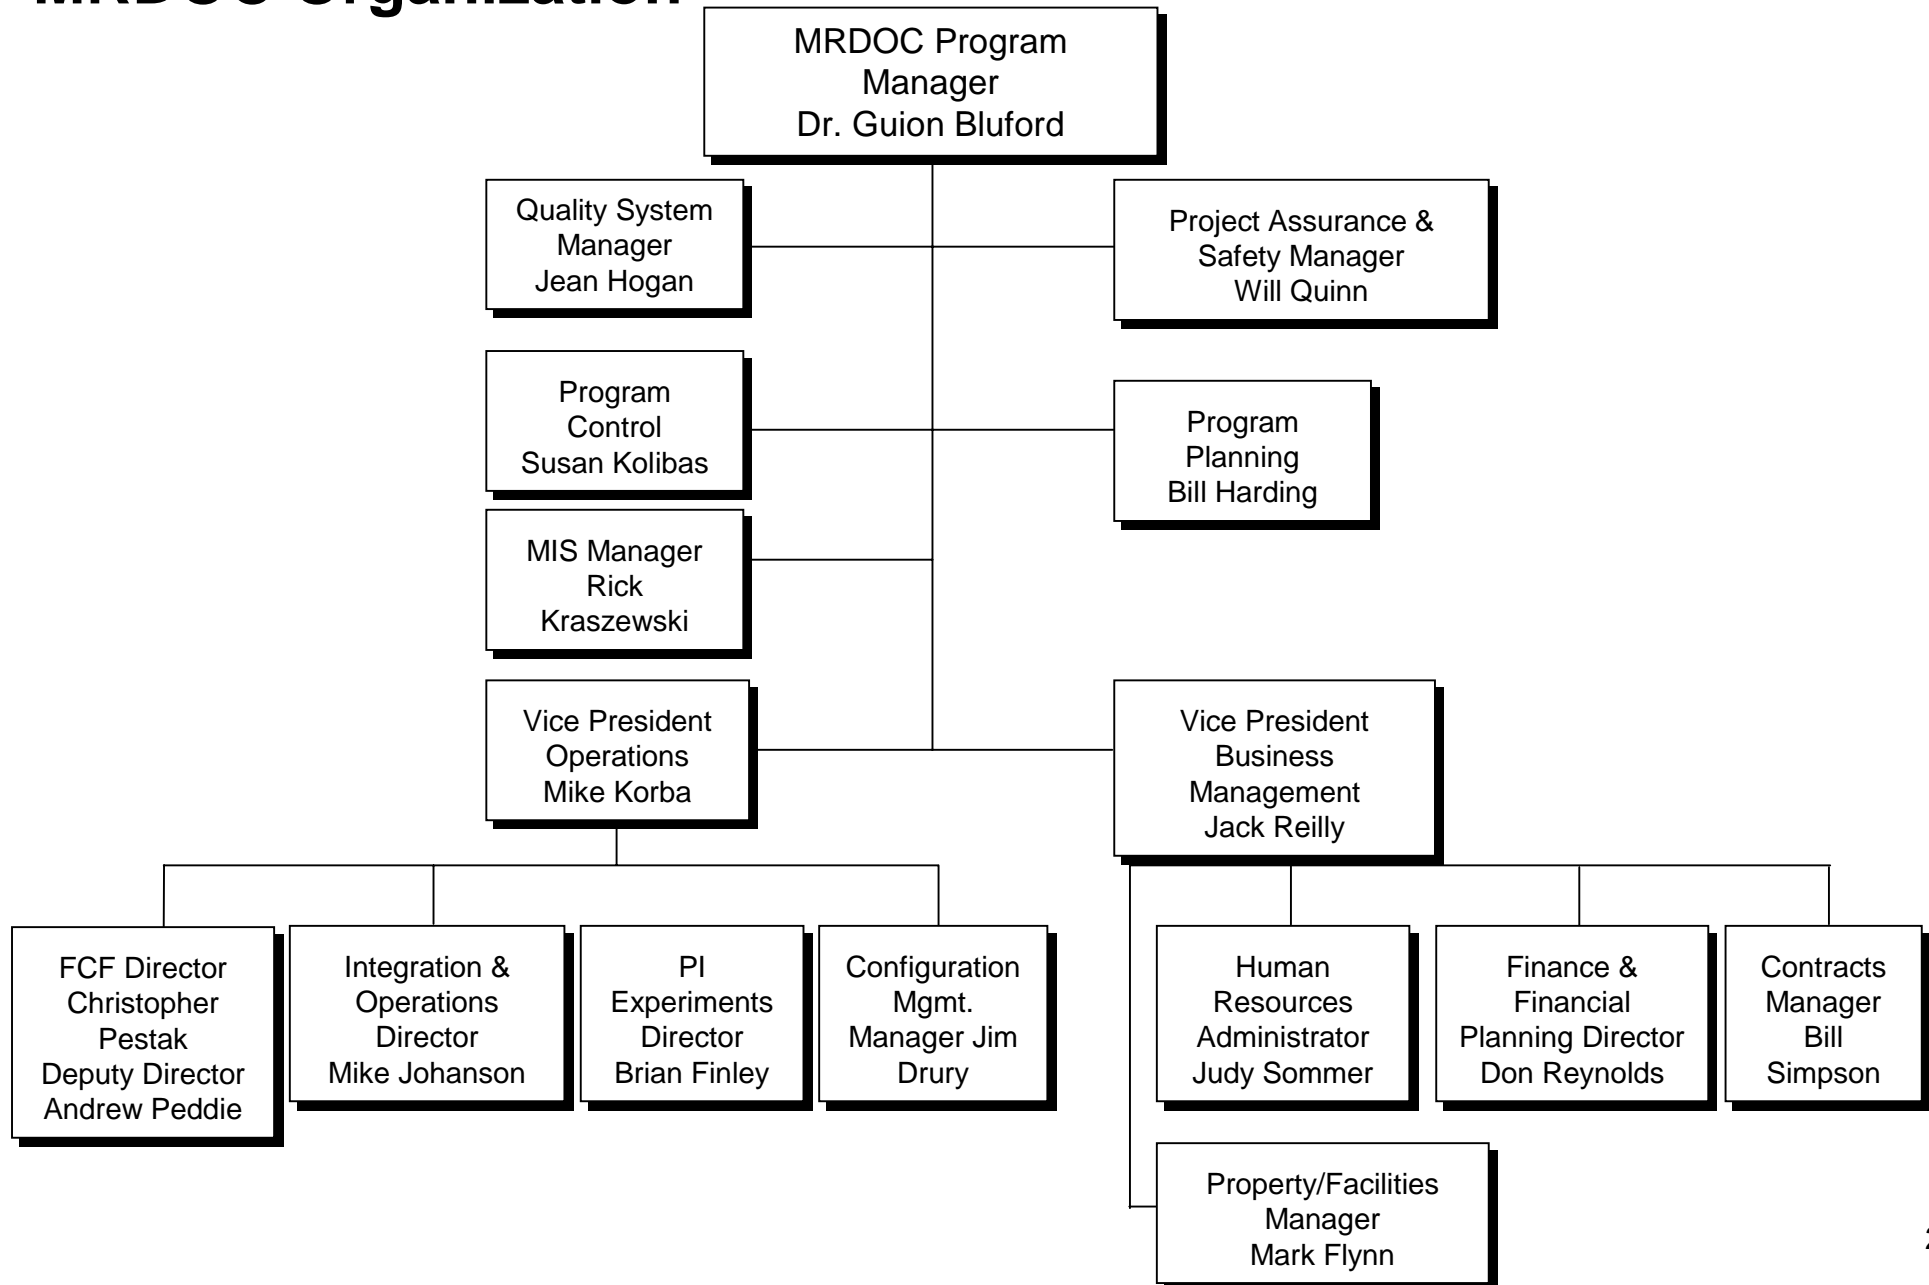 MRDOC Organization
MRDOC Program
Manager
Dr. Guion Bluford
Quality System
Manager
Jean Hogan
Project Assurance &
Safety Manager
Will Quinn
Program
Control
Susan Kolibas
Program
Planning
Bill Harding
MIS Manager
Rick
Kraszewski
Vice President
Operations
Mike Korba
Vice President
Business
Management
Jack Reilly
FCF Director
Christopher
Pestak
Deputy Director
Andrew Peddie
Integration &
Operations
Director
Mike Johanson
PI
Experiments
Director
Brian Finley
Configuration
Mgmt.
Manager Jim
Drury
Human
Resources
Administrator
Judy Sommer
Finance &
Financial
Planning Director
Don Reynolds
Contracts
Manager
Bill
Simpson
Property/Facilities
Manager
Mark Flynn